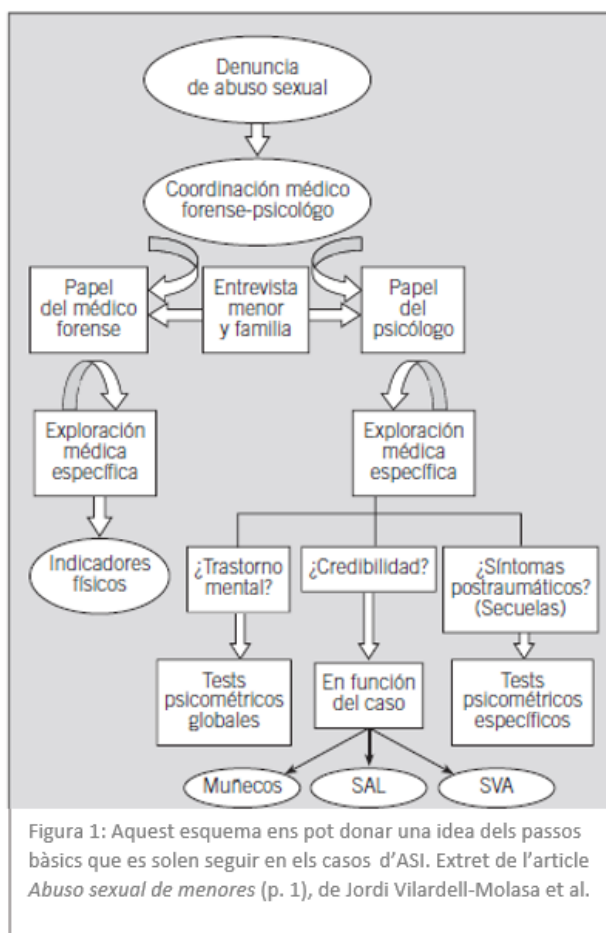 Denuncia
de abuso sexual
Coordinación médico
forense-psicológo
Papel
del médico
forense
Entrevista
menor
y familia
Papel
del
psicólogo
Exploración
médica
específica
Exploración
médica
específica
Indicadores
físicos
¿Trastorno
mental?
¿Credibilidad?
¿Síntomas
postraumáticos?
(Secuelas)
Tests
psicométricos
globales
En función
del caso
Tests
psicométricos
específicos
Muñecos
SAL
SVA
Figura 1: Aquest esquema ens pot donar una idea dels passos
bàsics que es solen seguir en els casos d’ASI. Extret de l’article
Abuso sexual de menores (p. 1), de Jordi Vilardell-Molasa et al.